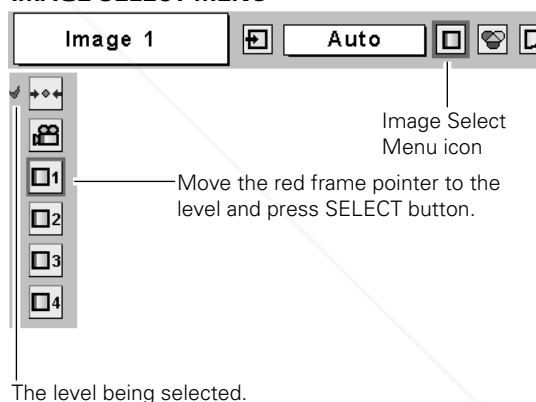 IMAGE SELECT MENU
Image 1
Auto
Image Select
Menu icon
Move the red frame pointer to the
level and press SELECT button.
1
2
3
4
The level being selected.